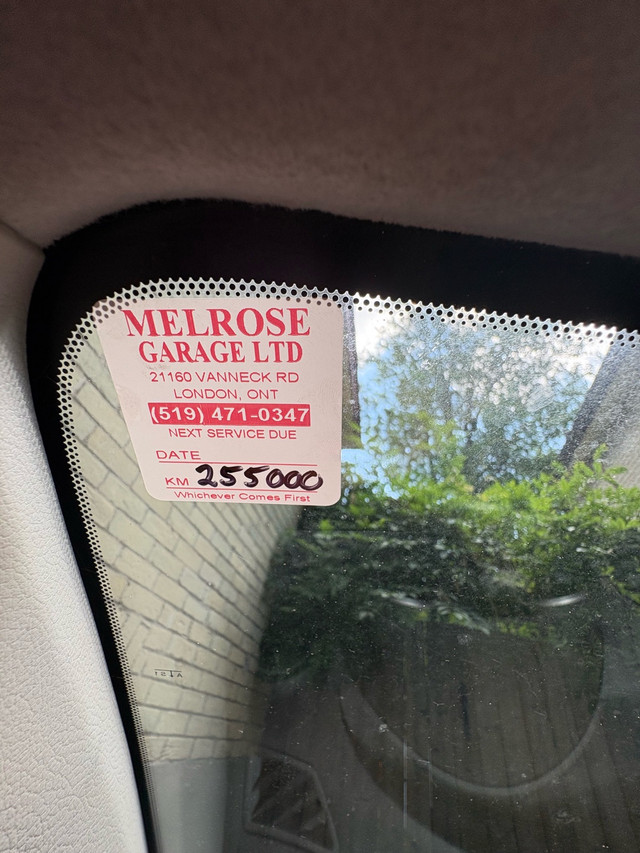 MELROSE
GARAGE LTD
21160 VANNECK RD
LONDON, ONT
(519) 471-0347
NEXT SERVICE DUE
DATE
KM 255000
Whichever Comes First